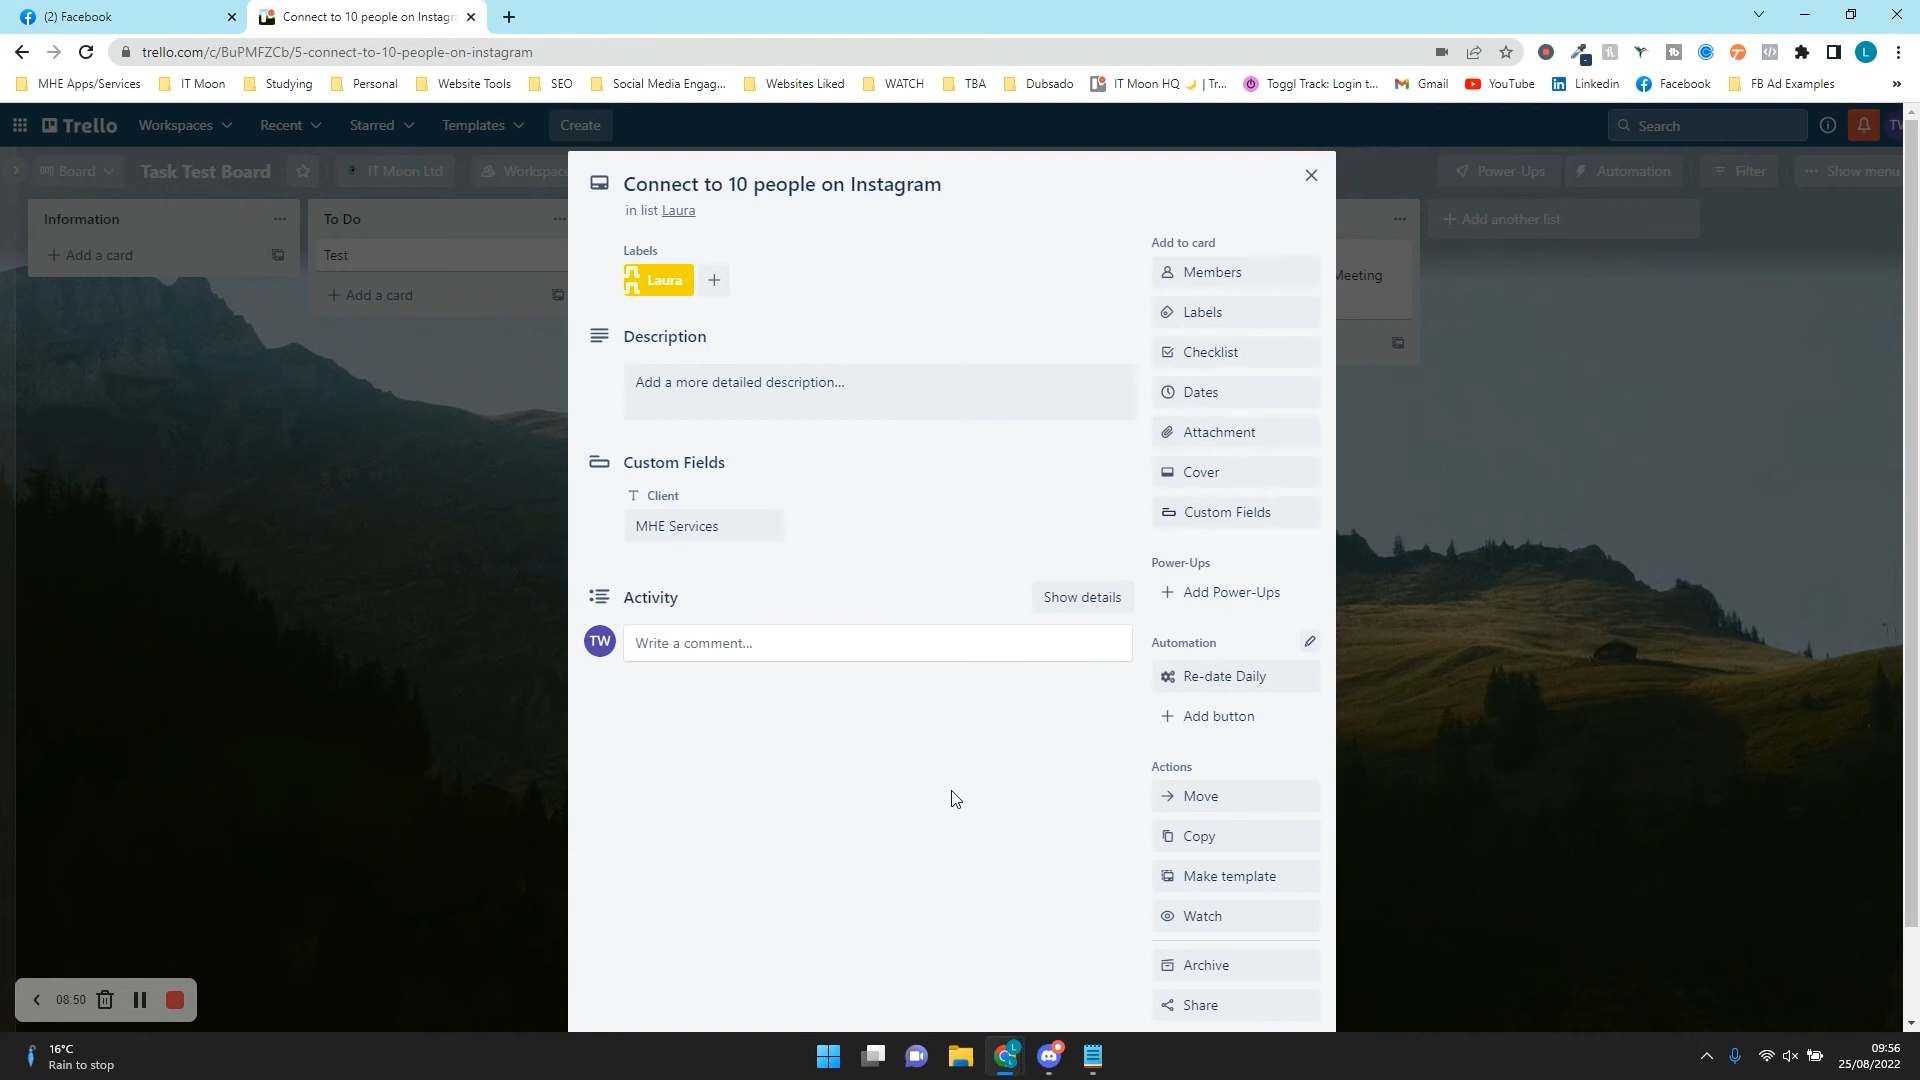 (2) Facebook
Connect to 10 people on Instagra
trello.com/c/BuPMFZCb/5-connect-to-10-people-on-instagram
L
MHE Apps/Services
IT Moon
Studying
Personal
Website Tools
SEO
Social Media Engag...
Websites Liked
WATCH
TBA
Dubsado
IT Moon HQ 🌙 | Tr...
Toggl Track: Login t...
Gmail
YouTube
Linkedin
Facebook
FB Ad Examples
»
Trello
Workspaces
Recent
Starred
Templates
Create
Search
TW
Board
Task Test Board
IT Moon Ltd
Workspace
Power-Ups
Automation
Filter
Show menu
Information
Add a card
To Do
Test
Add a card
Meeting
Add another list
Connect to 10 people on Instagram
in list Laura
Labels
Laura
Description
Add a more detailed description...
Custom Fields
T Client
MHE Services
Activity
Show details
TW
Write a comment...
Add to card
Members
Labels
Checklist
Dates
Attachment
Cover
Custom Fields
Power-Ups
Add Power-Ups
Automation
Re-date Daily
Add button
Actions
Move
Copy
Make template
Watch
Archive
Share
08:50
16°C
Rain to stop
L
09:56
25/08/2022